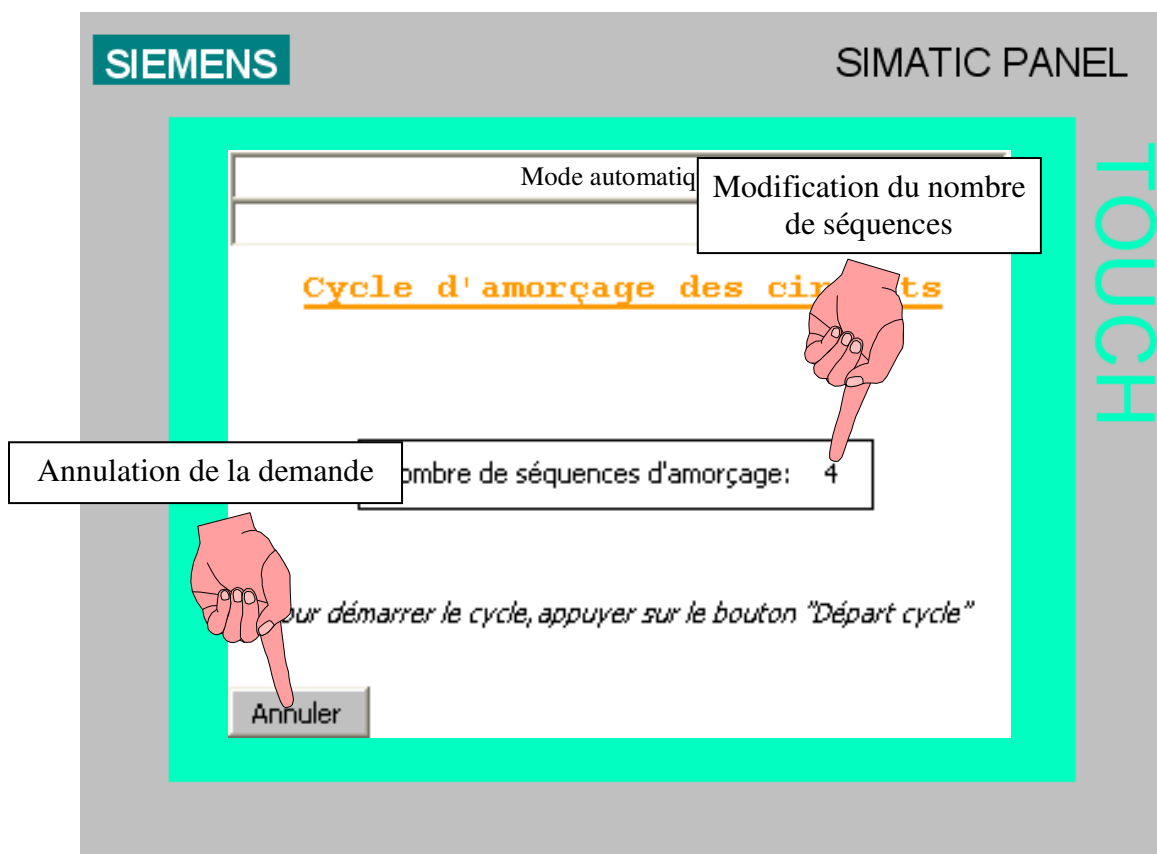 SIEMENS
SIMATIC PANEL
TOUCH
Mode automatiq
Modification du nombre
de séquences
Cycle d'amorçage des cir ts
Annulation de la demande
ombre de séquences d'amorçage: 4
our démarrer le cycle, appuyer sur le bouton "Départ cycle"
Annuler